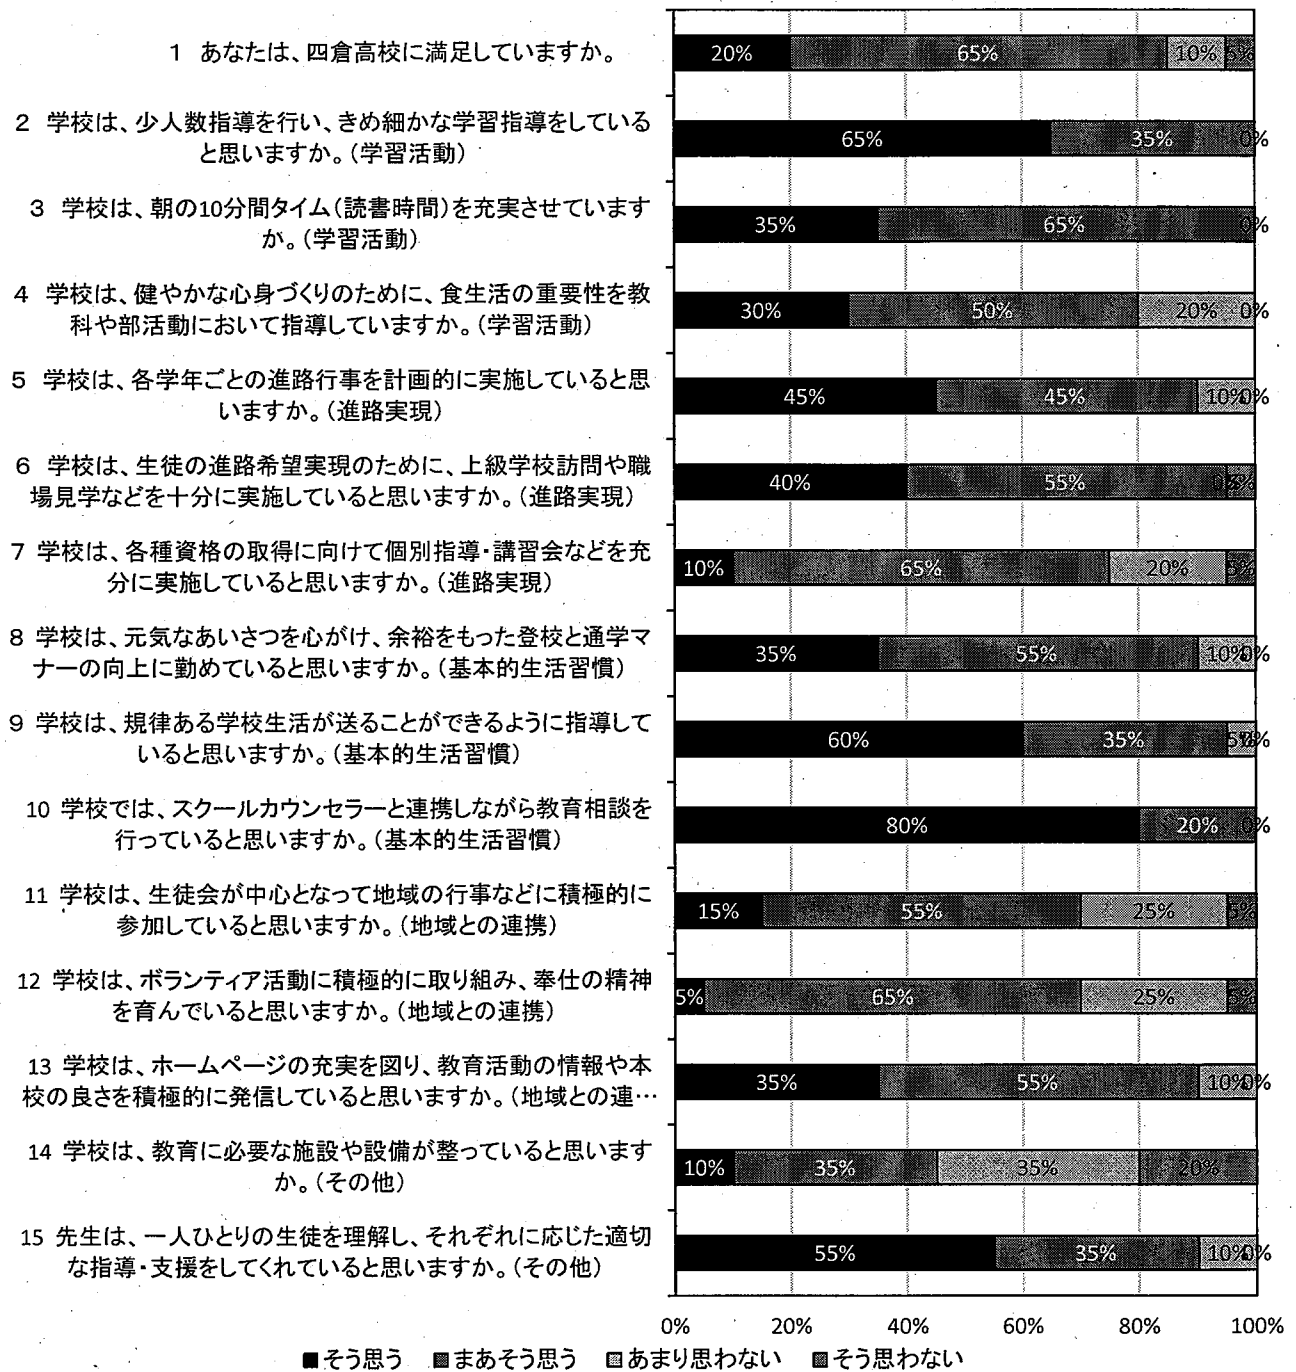 1 あなたは、四倉高校に満足していますか。
20% 65% 10% 5%
2 学校は、少人数指導を行い、きめ細かな学習指導をしている
と思いますか。(学習活動)
65% 35% 0%
3 学校は、朝の10分間タイム(読書時間)を充実させています
か。(学習活動)
35% 65% 0%
4 学校は、健やかな心身づくりのために、食生活の重要性を教
科や部活動において指導していますか。(学習活動)
30% 50% 20% 0%
5 学校は、各学年ごとの進路行事を計画的に実施していると思
いますか。(進路実現)
45% 45% 10% 0%
6 学校は、生徒の進路希望実現のために、上級学校訪問や職
場見学などを十分に実施していると思いますか。(進路実現)
40% 55% 0% 5%
7 学校は、各種資格の取得に向けて個別指導・講習会などを充
分に実施していると思いますか。(進路実現)
10% 65% 20% 5%
8 学校は、元気なあいさつを心がけ、余裕をもった登校と通学マ
ナーの向上に勤めていると思いますか。(基本的生活習慣)
35% 55% 10% 0%
9 学校は、規律ある学校生活が送ることができるように指導して
いると思いますか。(基本的生活習慣)
60% 35% 5% 0%
10 学校では、スクールカウンセラーと連携しながら教育相談を
行っていると思いますか。(基本的生活習慣)
80% 20% 0%
11 学校は、生徒会が中心となって地域の行事などに積極的に
参加していると思いますか。(地域との連携)
15% 55% 25% 5%
12 学校は、ボランティア活動に積極的に取り組み、奉仕の精神
を育んでいると思いますか。(地域との連携)
5% 65% 25% 5%
13 学校は、ホームページの充実を図り、教育活動の情報や本
校の良さを積極的に発信していると思いますか。(地域との連…
35% 55% 10% 0%
14 学校は、教育に必要な施設や設備が整っていると思います
か。(その他)
10% 35% 35% 20%
15 先生は、一人ひとりの生徒を理解し、それぞれに応じた適切
な指導・支援をしてくれていると思いますか。(その他)
55% 35% 10% 0%
0% 20% 40% 60% 80% 100%
■そう思う ■まあそう思う ■あまり思わない ■そう思わない